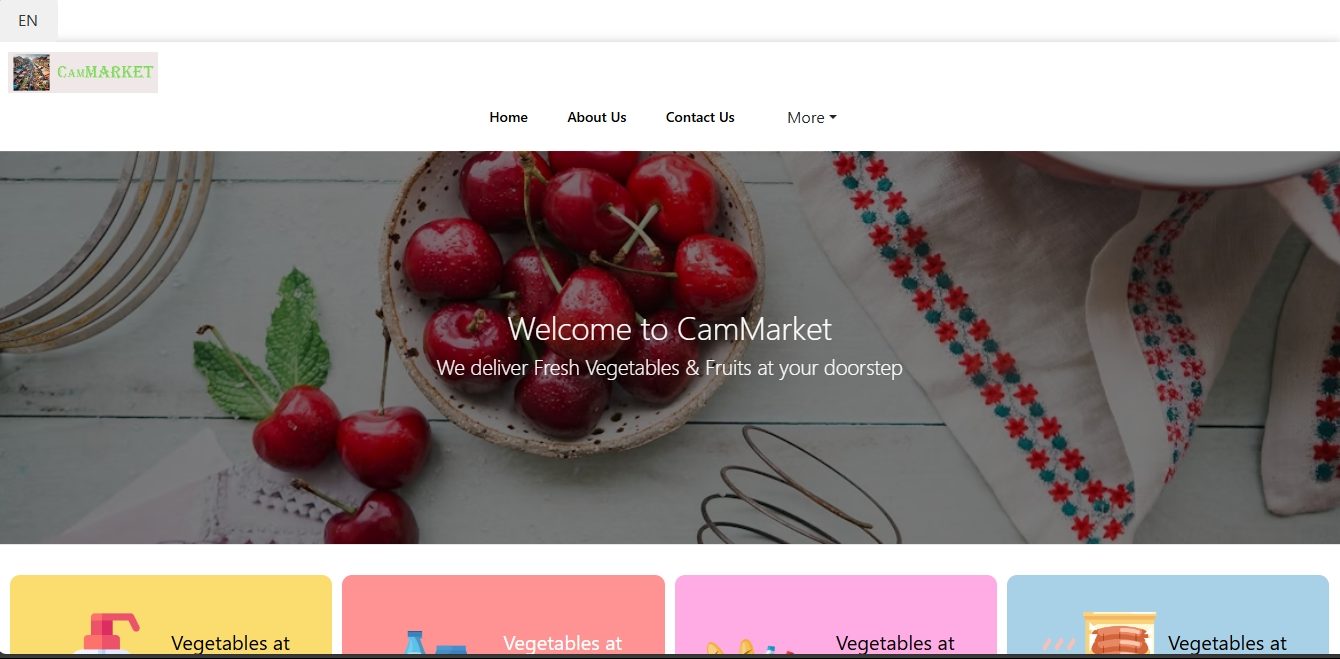 EN
CamMARKET
Home About Us Contact Us More
Welcome to CamMarket
We deliver Fresh Vegetables & Fruits at your doorstep
Vegetables at Vegetables at Vegetables at Vegetables at